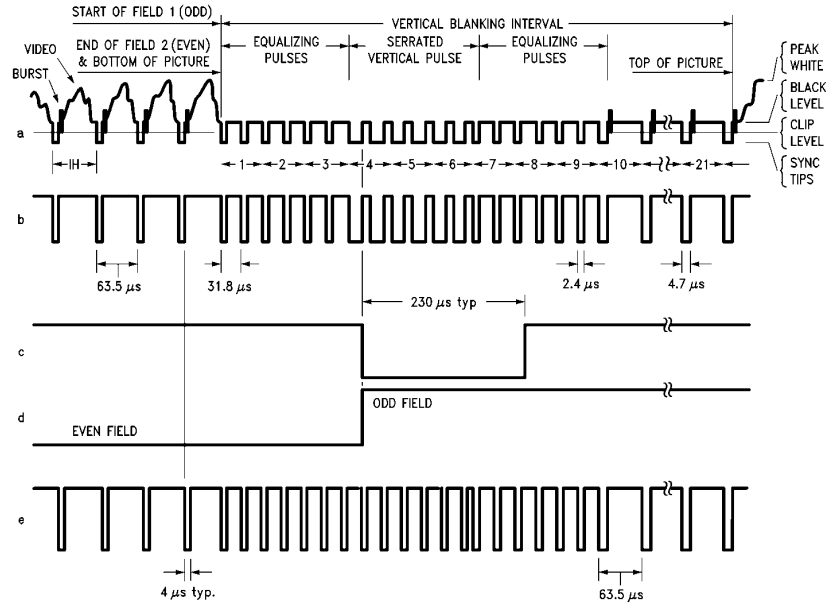 START OF FIELD 1 (ODD)
VERTICAL BLANKING INTERVAL
VIDEO
END OF FIELD 2 (EVEN)
& BOTTOM OF PICTURE
EQUALIZING
PULSES
SERRATED
VERTICAL PULSE
EQUALIZING
PULSES
TOP OF PICTURE
PEAK
WHITE
BURST
BLACK
LEVEL
a
CLIP
LEVEL
IH
1
2
3
4
5
6
7
8
9
10
21
SYNC
TIPS
b
63.5 μs
31.8 μs
2.4 μs
4.7 μs
230 μs typ
c
d
ODD FIELD
EVEN FIELD
e
4 μs typ.
63.5 μs